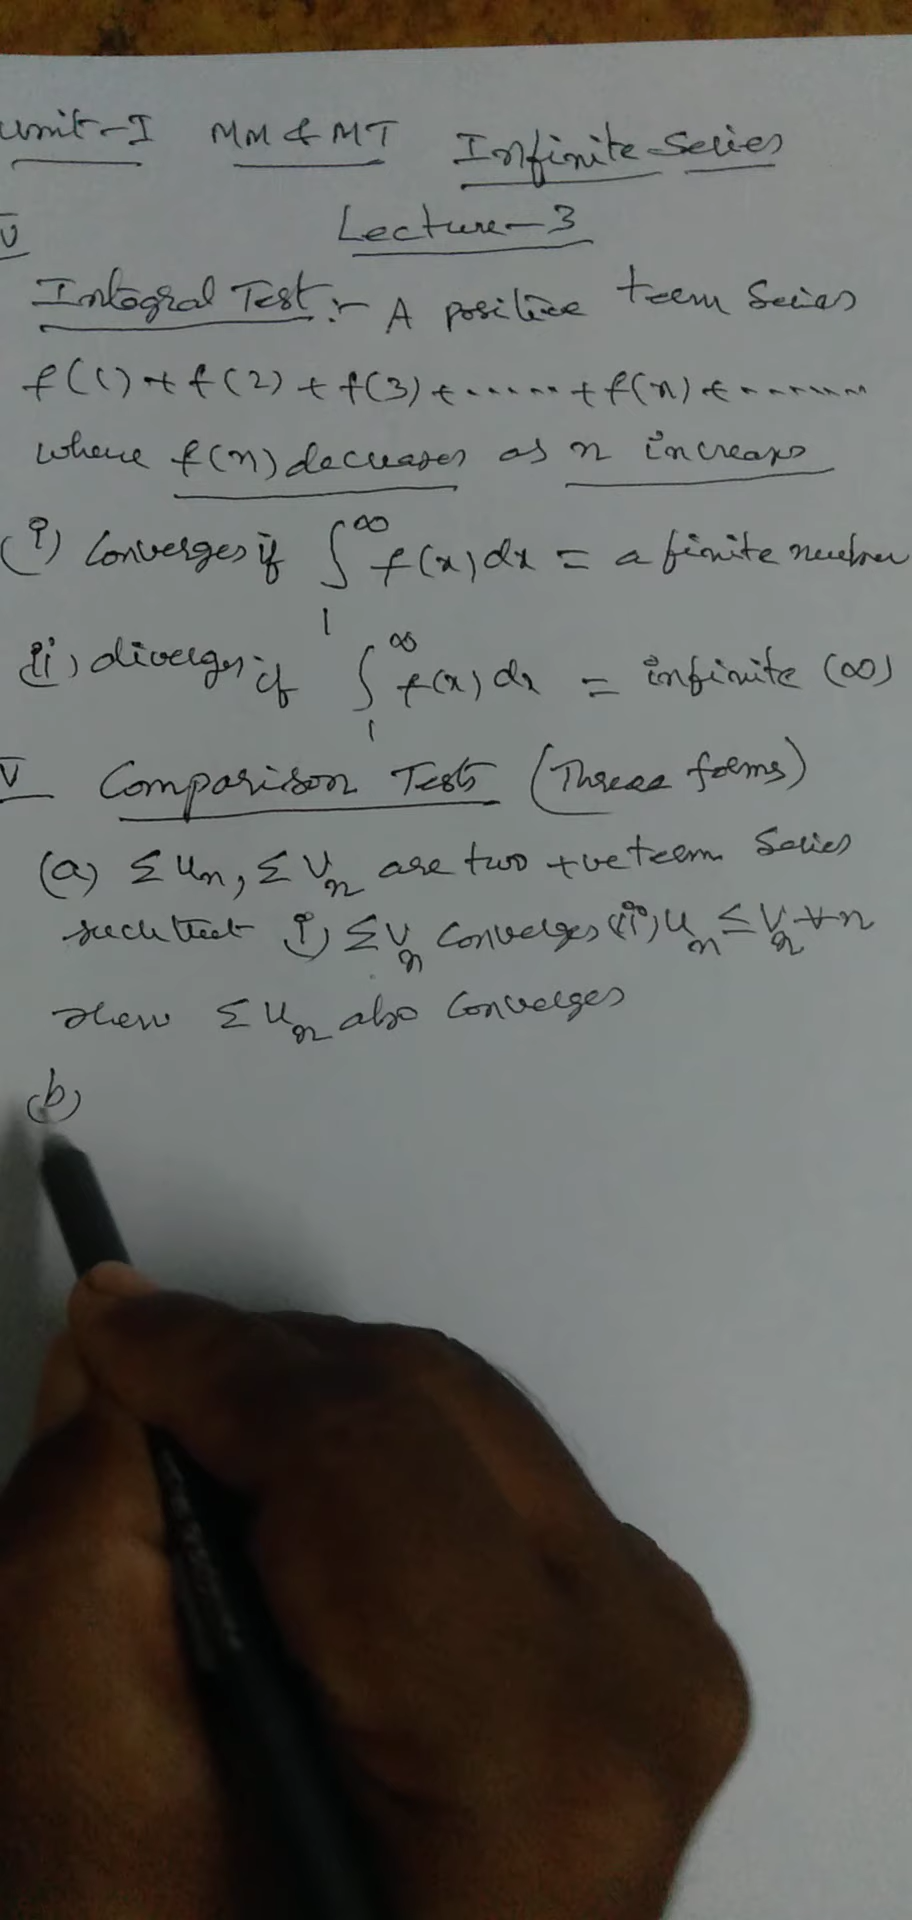 Unit-I MM & MT Infinite Series
Lecture-3
Integral Test:- A positive term Series
f(1) + f(2) + f(3) + ..... + f(n) + .......
where f(n) decreases as n increases
(i) Converges if ∫₁^∞ f(x) dx = a finite number
(ii) diverges if ∫₁^∞ f(x) dx = infinite (∞)
V Comparison Tests (Three forms)
(a) Σ Un, Σ Vn are two +ve term Series
such that (i) Σ Vn Converges (ii) Un ≤ Vn ∀ n
then Σ Un also Converges
(b)